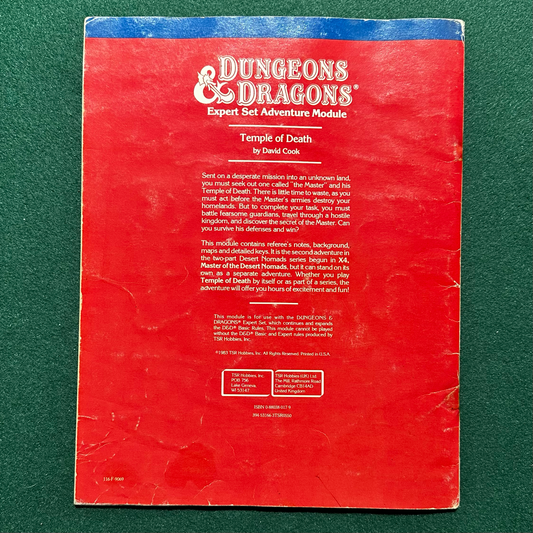 DUNGEONS
& DRAGONS®
Expert Set Adventure Module
Temple of Death
by David Cook
Sent on a desperate mission into an unknown land,
you must seek out one called "the Master" and his
Temple of Death. There is little time to waste, as you
must act before the Master's armies destroy your
homelands. But to complete your task, you must
battle fearsome guardians, travel through a hostile
kingdom, and discover the secret of the Master. Can
you survive his defenses and win?
This module contains referee's notes, background,
maps and detailed keys. It is the second adventure in
the two-part Desert Nomads series begun in X4,
Master of the Desert Nomads, but it can stand on its
own as a separate adventure. Whether you play
Temple of Death by itself or as part of a series, the
adventure will offer you hours of excitement and fun!
This module is for use with the DUNGEONS &
DRAGONS® Expert Set, which continues and expands
the D&D® Basic Rules. This module cannot be played
without the D&D® Basic and Expert rules produced by
TSR Hobbies, Inc.
©1983 TSR Hobbies, Inc. All Rights Reserved. Printed in U.S.A.
TSR Hobbies, Inc.
POB 756
Lake Geneva
WI 53147
TSR Hobbies (UK) Ltd.
The Mill, Rathmore Road
Cambridge CB14AD
United Kingdom
ISBN 0-88038-017-9